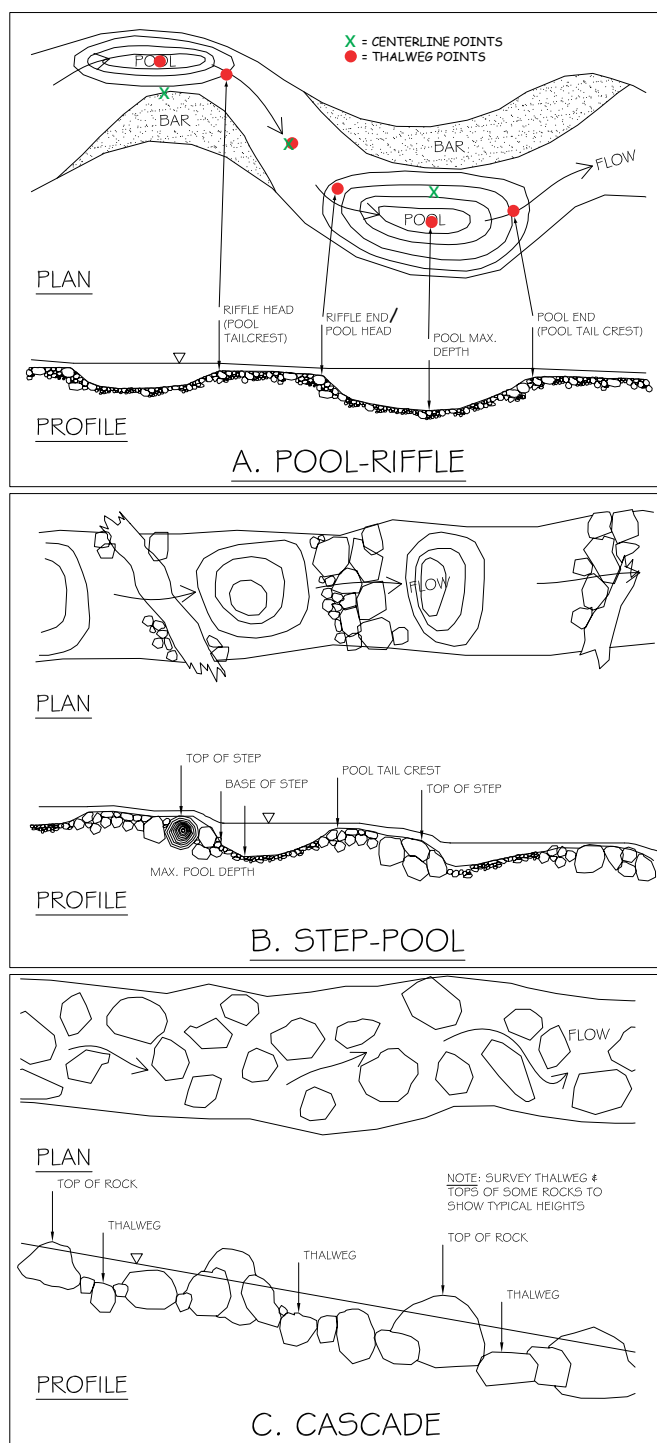 X = CENTERLINE POINTS
= THALWEG POINTS
POOL
BAR
BAR
FLOW
POOL
PLAN
RIFFLE HEAD
(POOL
TAILCREST)
RIFFLE END/
POOL HEAD
POOL MAX.
DEPTH
POOL END
(POOL TAIL CREST)
PROFILE
A. POOL-RIFFLE
FLOW
PLAN
TOP OF STEP
BASE OF STEP
POOL TAIL CREST
TOP OF STEP
MAX. POOL DEPTH
PROFILE
B. STEP-POOL
FLOW
PLAN
NOTE: SURVEY THALWEG &
TOPS OF SOME ROCKS TO
SHOW TYPICAL HEIGHTS
TOP OF ROCK
THALWEG
THALWEG
TOP OF ROCK
THALWEG
PROFILE
C. CASCADE